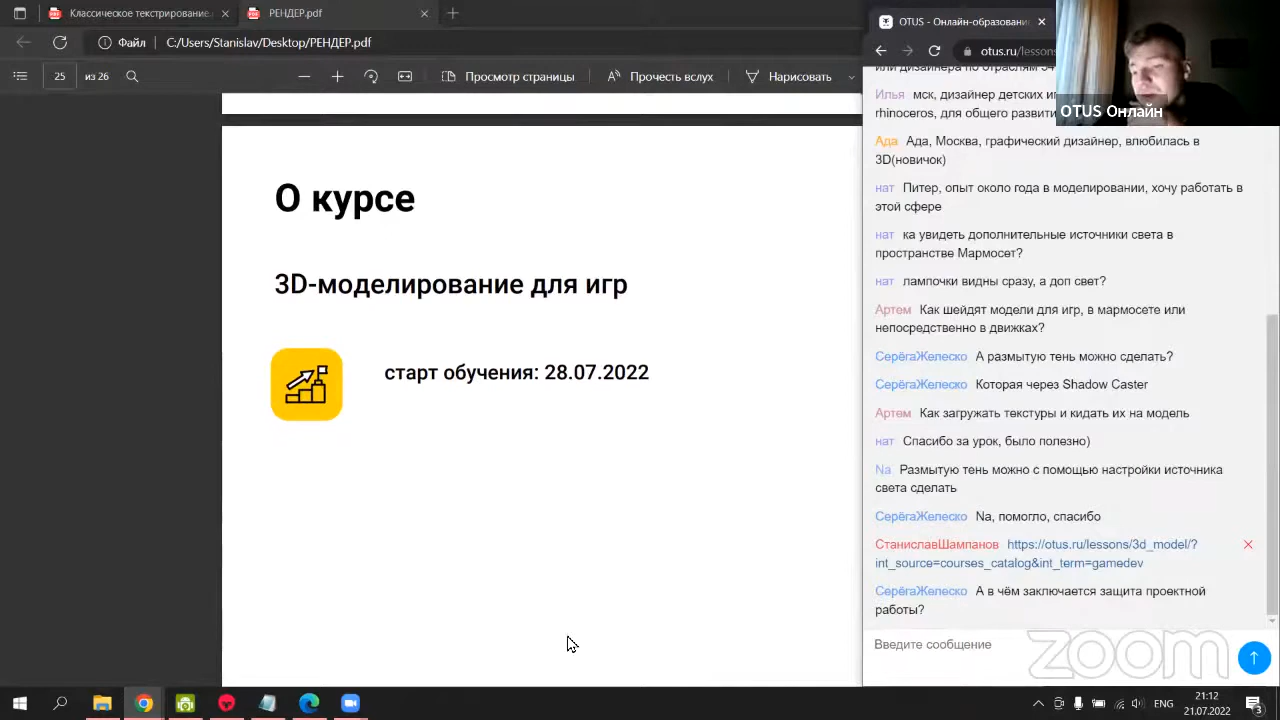 Классическое тестирование.
РЕНДЕР.pdf
OTUS - Онлайн-образовани
Файл
C:/Users/Stanislav/Desktop/РЕНДЕР.pdf
otus.ru/lessons
25 из 26
Просмотр страницы
Прочесть вслух
Нарисовать
О курсе
3D-моделирование для игр
старт обучения: 28.07.2022
OTUS Онлайн
Илья мск, дизайнер детских иг
rhinoceros, для общего развити
Ада Ада, Москва, графический дизайнер, влюбилась в
3D(новичок)
нат Питер, опыт около года в моделировании, хочу работать в
этой сфере
нат ка увидеть дополнительные источники света в
пространстве Мармосет?
нат лампочки видны сразу, а доп свет?
Артем Как шейдят модели для игр, в мармосете или
непосредственно в движках?
СерёгаЖелеско А размытую тень можно сделать?
СерёгаЖелеско Которая через Shadow Caster
Артем Как загружать текстуры и кидать их на модель
нат Спасибо за урок, было полезно)
Na Размытую тень можно с помощью настройки источника
света сделать
СерёгаЖелеско Na, помогло, спасибо
СтаниславШампанов https://otus.ru/lessons/3d_model/?
int_source=courses_catalog&int_term=gamedev
СерёгаЖелеско А в чём заключается защита проектной
работы?
Введите сообщение
zoom
ENG
21:12
21.07.2022
3